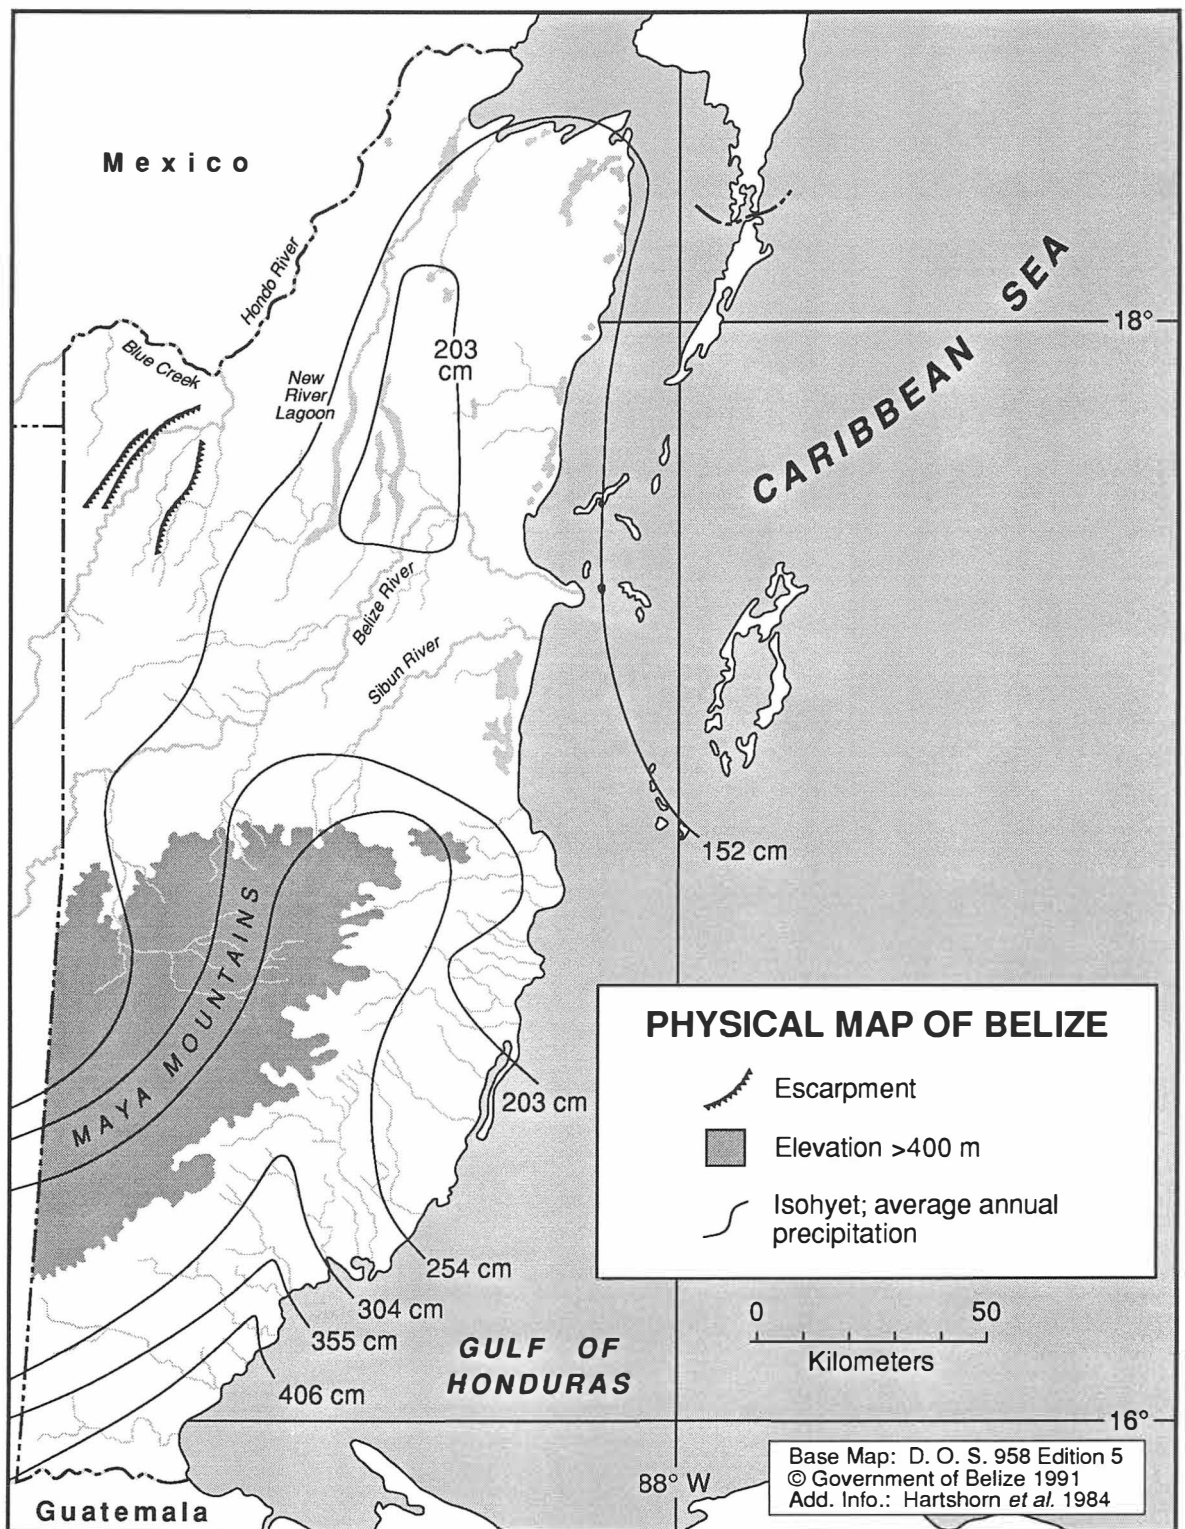 Mexico
Hondo River
Blue Creek
New
River
Lagoon
203
cm
18°
CARIBBEAN SEA
Belize River
Sibun River
152 cm
MAYA MOUNTAINS
203 cm
254 cm
304 cm
355 cm
406 cm
GULF OF
HONDURAS
PHYSICAL MAP OF BELIZE
Escarpment
Elevation >400 m
Isohyet; average annual
precipitation
0 50
Kilometers
16°
88° W
Base Map: D. O. S. 958 Edition 5
© Government of Belize 1991
Add. Info.: Hartshorn et al. 1984
Guatemala